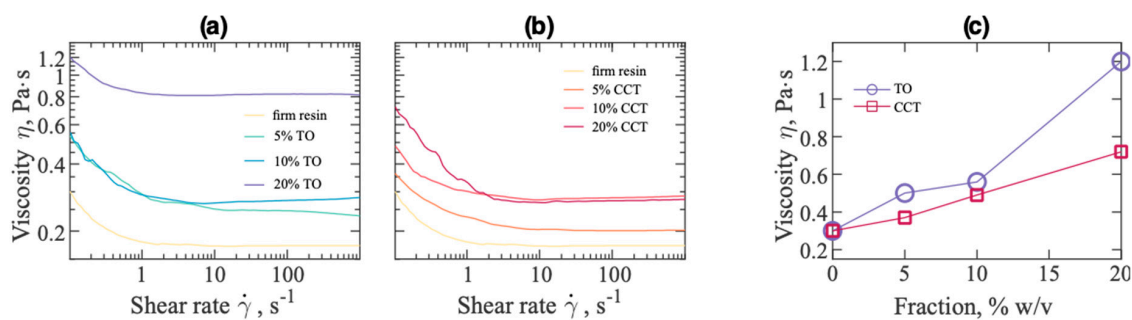 (a)
Viscosity η, Pa·s
1.2
1
0.8
0.6
0.4
0.2
firm resin
5% TO
10% TO
20% TO
1
10
100
Shear rate γ̇ , s⁻¹
(b)
firm resin
5% CCT
10% CCT
20% CCT
1
10
100
Shear rate γ̇ , s⁻¹
(c)
Viscosity η, Pa·s
1.2
1
0.8
0.6
0.4
0.2
TO
CCT
0
5
10
15
20
Fraction, % w/v